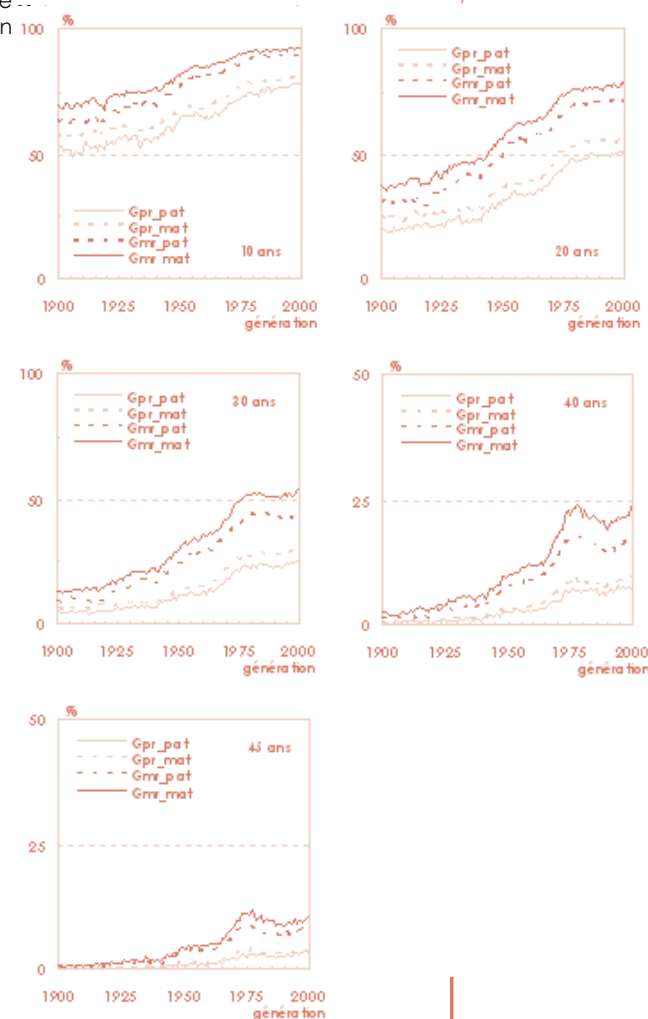 %
100
50
0
Gpr_pat
Gpr_mat
Gmr_pat
Gmr mat
10 ans
1900 1925 1950 1975 2000
génération
%
100
50
0
Gpr_pat
Gpr_mat
Gmr_pat
Gmr_mat
20 ans
1900 1925 1950 1975 2000
génération
%
100
50
0
Gpr_pat
Gpr_mat
Gmr_pat
Gmr_mat
30 ans
1900 1925 1950 1975 2000
génération
%
50
25
0
Gpr_pat
Gpr_mat
Gmr_pat
Gmr_mat
40 ans
1900 1925 1950 1975 2000
génération
%
50
25
0
Gpr_pat
Gpr_mat
Gmr_pat
Gmr_mat
45 ans
1900 1925 1950 1975 2000
génération